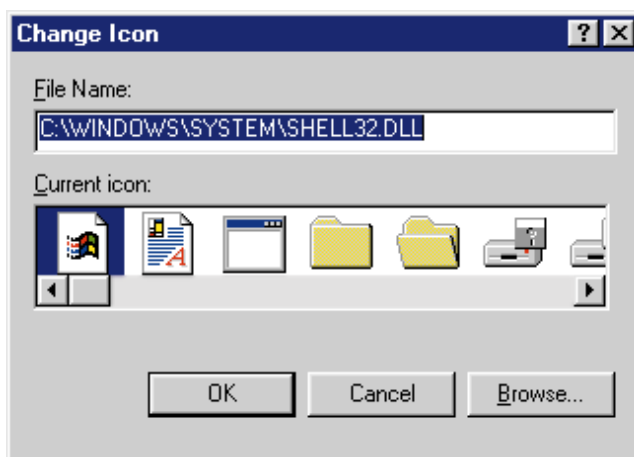 Change Icon
File Name:
C:\WINDOWS\SYSTEM\SHELL32.DLL
Current icon:
OK Cancel Browse...